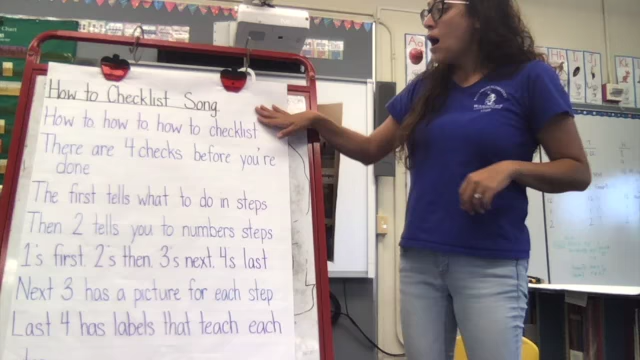 How to Checklist Song
How to, how to, how to checklist
There are 4 checks before you're
done
The first tells what to do in steps
Then 2 tells you to numbers steps
1's first, 2's then, 3's next, 4's last
Next 3 has a picture for each step
Last 4 has labels that teach each